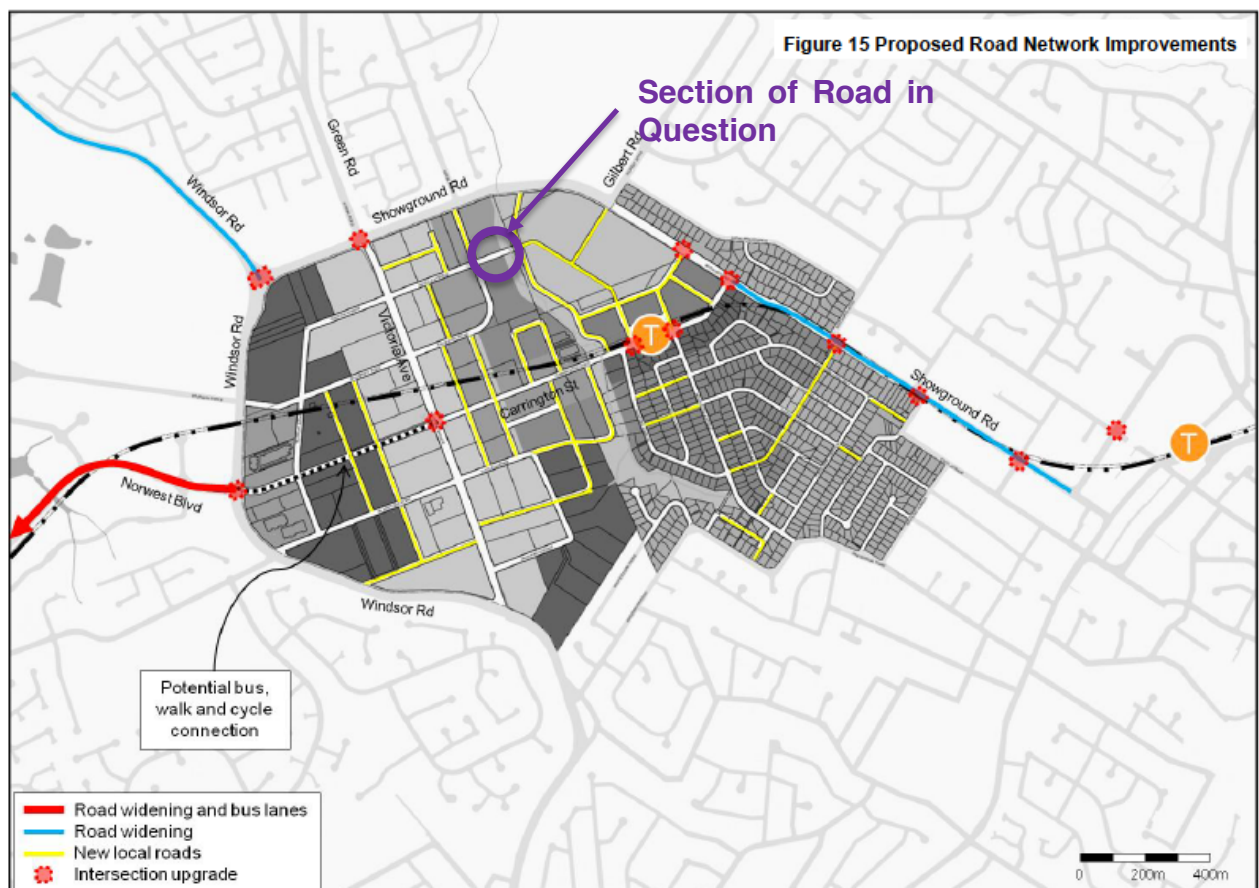 Figure 15 Proposed Road Network Improvements
Section of Road in
Question
Green Rd
Gilbert Rd
Windsor Rd
Showground Rd
Windsor Rd
Victoria Ave
T
Carrington St
Showground Rd
T
Norwest Blvd
Windsor Rd
Potential bus,
walk and cycle
connection
Road widening and bus lanes
Road widening
New local roads
Intersection upgrade
0 200m 400m